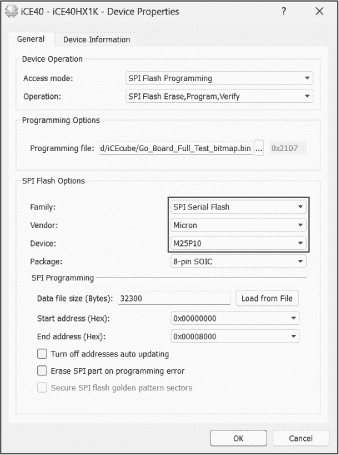 iCE40 - iCE40HX1K - Device Properties ? ×
General Device Information
Device Operation
Access mode: SPI Flash Programming
Operation: SPI Flash Erase,Program,Verify
Programming Options
Programming file: d/iCEcube/Go_Board_Full_Test_bitmap.bin ... 0x21D7
SPI Flash Options
Family: SPI Serial Flash
Vendor: Micron
Device: M25P10
Package: 8-pin SOIC
SPI Programming
Data file size (Bytes): 32300 Load from File
Start address (Hex): 0x00000000
End address (Hex): 0x00008000
Turn off addresses auto updating
Erase SPI part on programming error
Secure SPI flash golden pattern sectors
OK Cancel